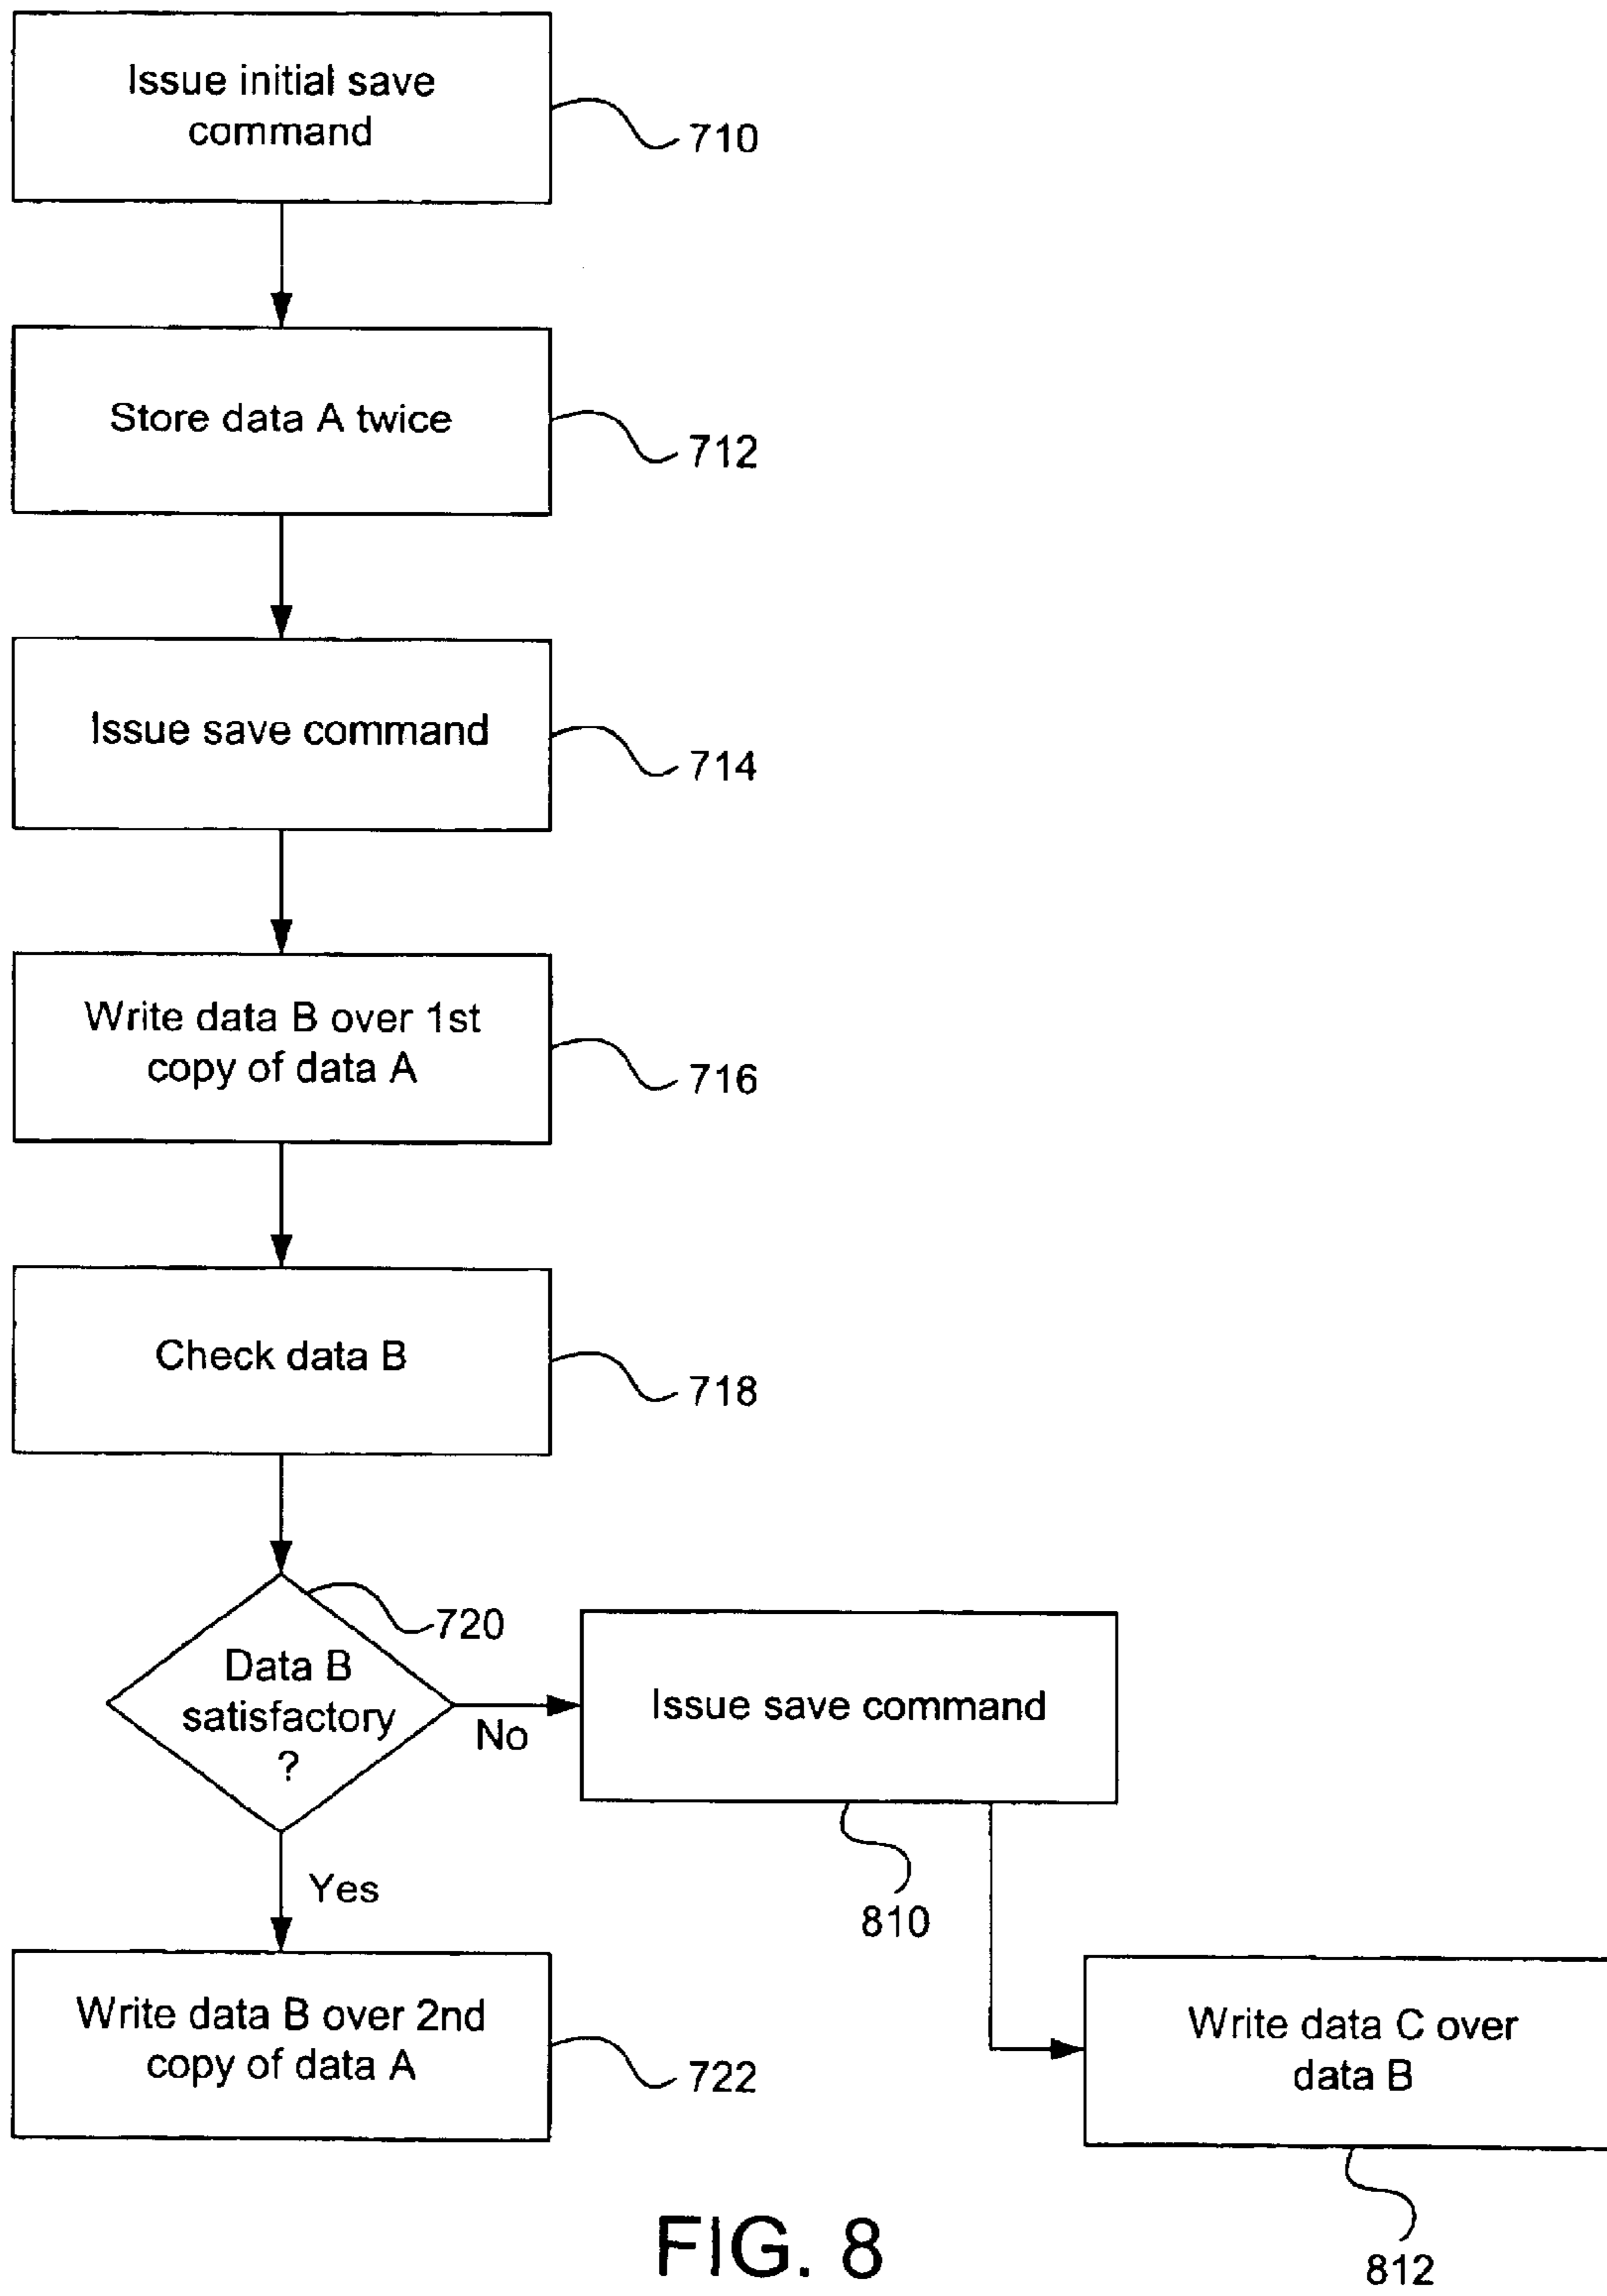 Issue initial save
command
710
Store data A twice
712
Issue save command
714
Write data B over 1st
copy of data A
716
Check data B
718
720
Data B
satisfactory
?
No
Issue save command
810
Yes
Write data B over 2nd
copy of data A
722
Write data C over
data B
812
FIG. 8